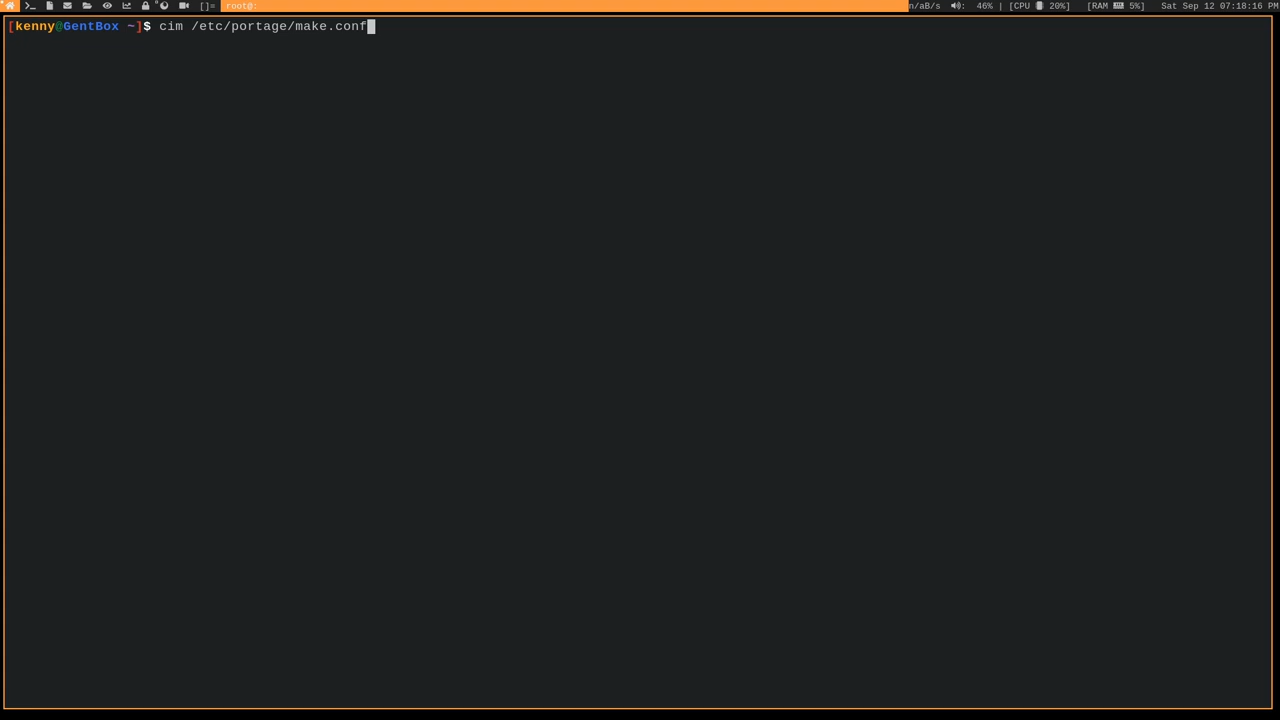 []= root@: n/aB/s : 46% | [CPU 20%] [RAM 5%] Sat Sep 12 07:18:16 PM
[kenny@GentBox ~]$ cim /etc/portage/make.conf